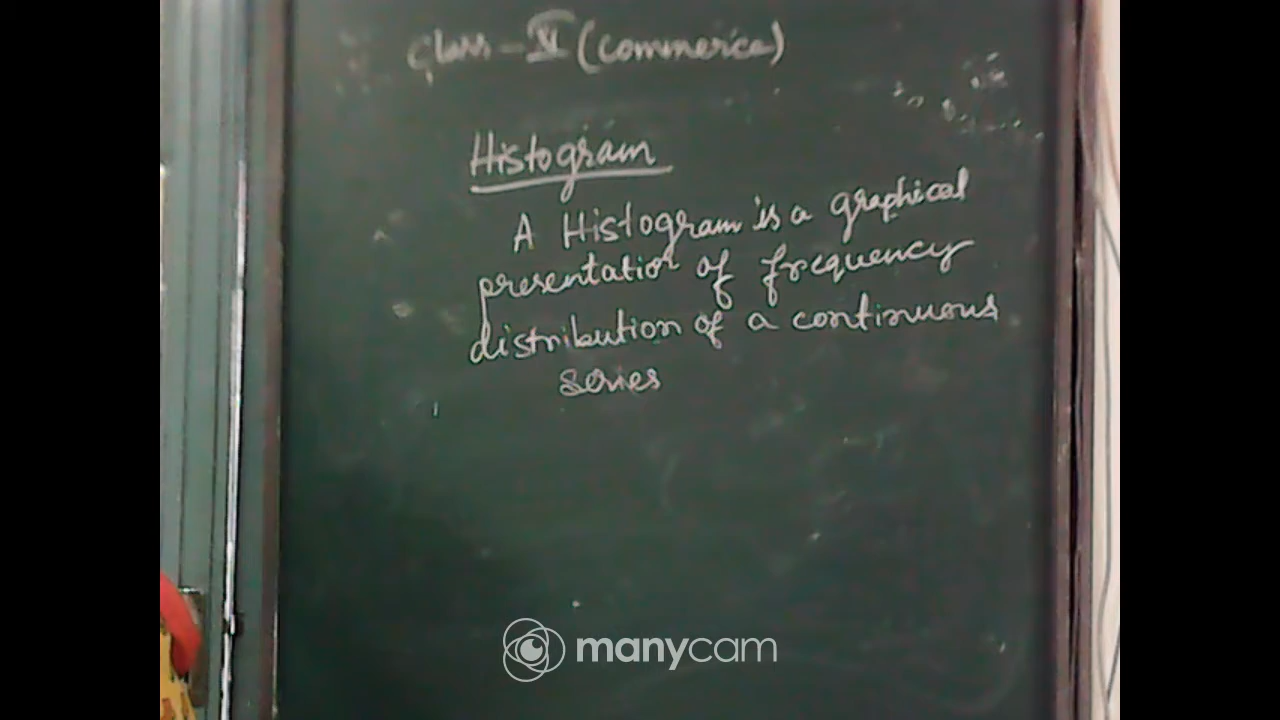 Class - XI (Commerce)
Histogram
A Histogram is a graphical
presentation of frequency
distribution of a continuous
series
manycam